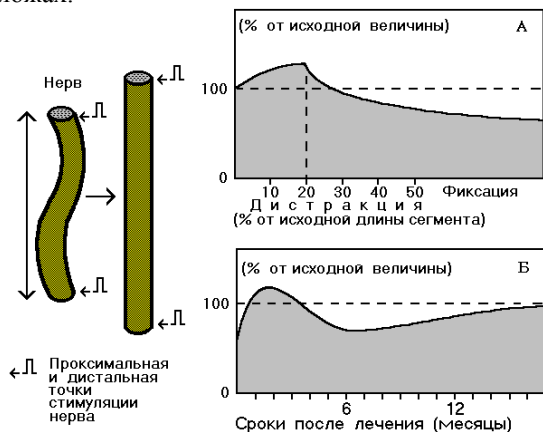 ложах.
Нерв
Проксимальная
и дистальная
точки
стимуляции
нерва
(% от исходной величины)
А
100
0
10 20 30 40 50 Фиксация
Дистракция
(% от исходной длины сегмента)
(% от исходной величины)
Б
100
0
6 12
Сроки после лечения (месяцы)